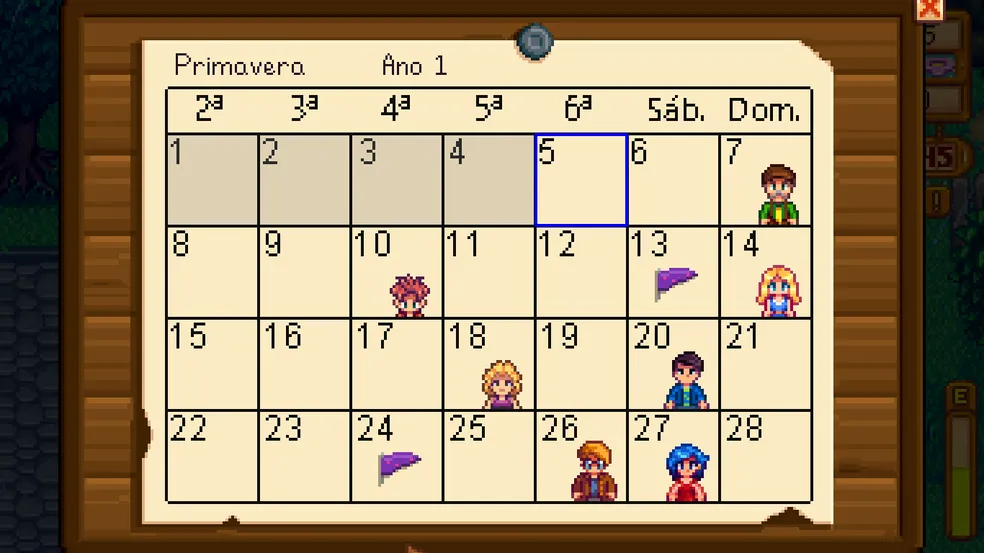 Primavera Ano 1
2ª 3ª 4ª 5ª 6ª Sáb. Dom.
1 2 3 4 5 6 7
8 9 10 11 12 13 14
15 16 17 18 19 20 21
22 23 24 25 26 27 28
E